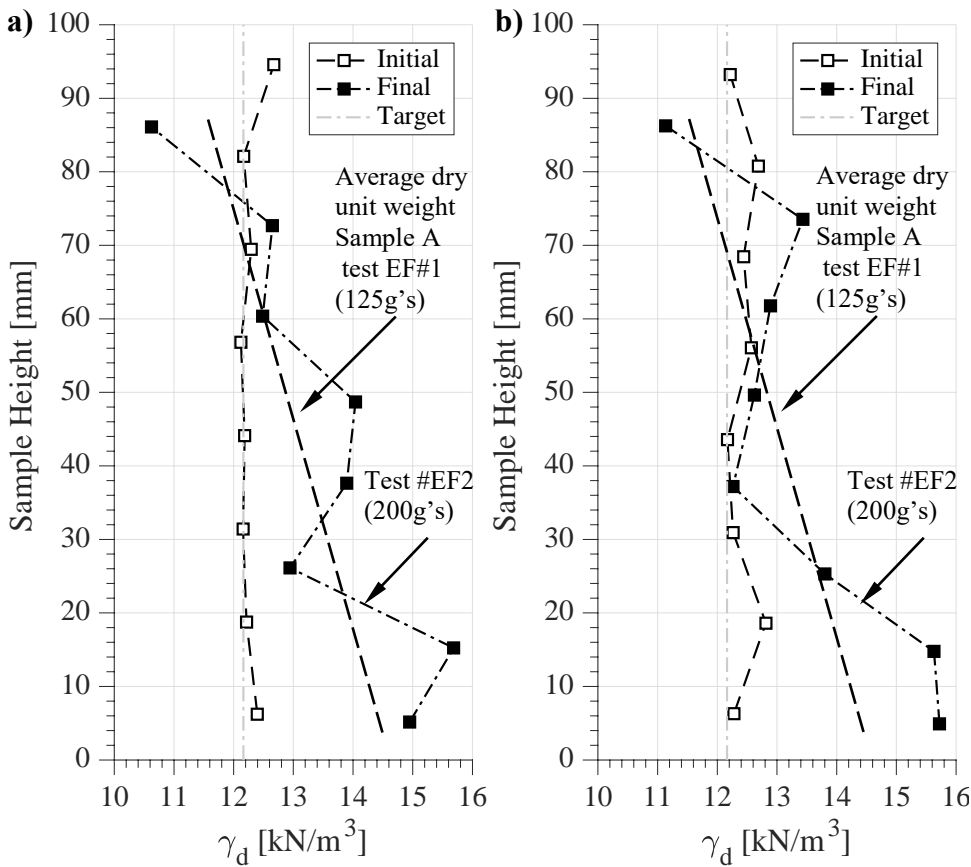 a)
100
90
80
70
60
50
40
30
20
10
0
Sample Height [mm]
Initial
Final
Target
Average dry
unit weight
Sample A
test EF#1
(125g's)
Test #EF2
(200g's)
10 11 12 13 14 15 16
γd [kN/m³]
b)
100
90
80
70
60
50
40
30
20
10
0
Sample Height [mm]
Initial
Final
Target
Average dry
unit weight
Sample A
test EF#1
(125g's)
Test #EF2
(200g's)
10 11 12 13 14 15 16
γd [kN/m³]